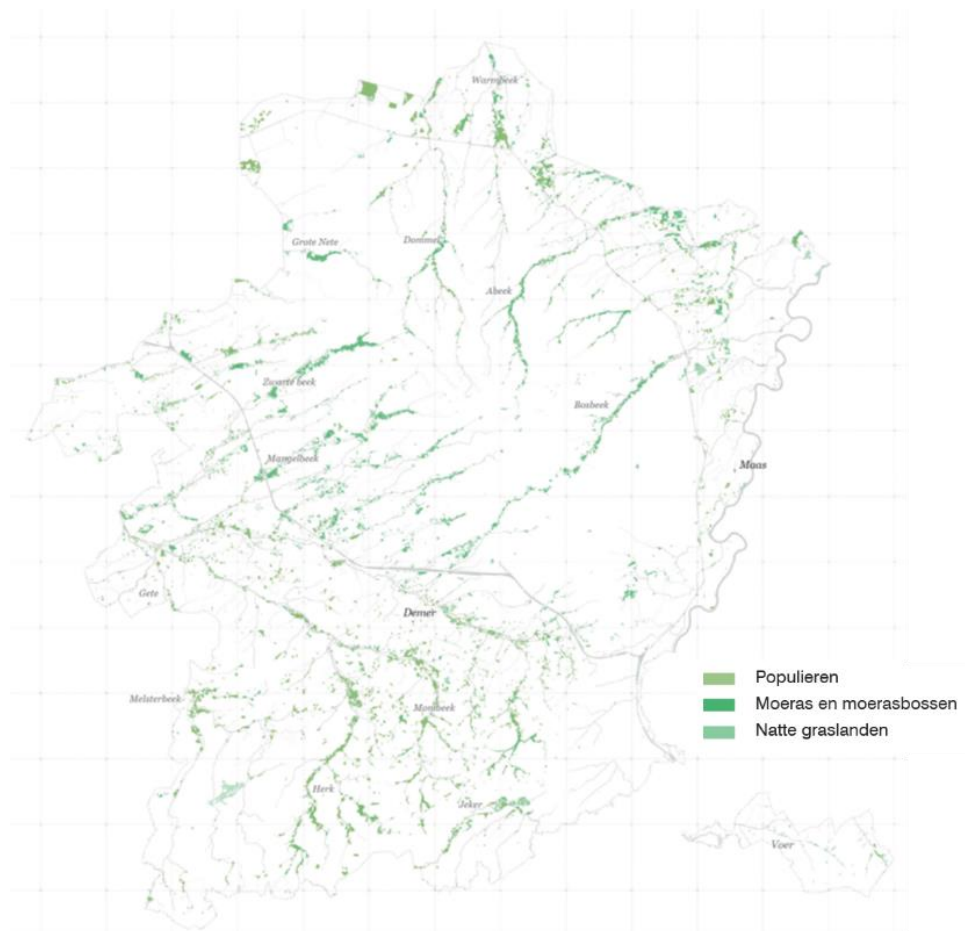 Warmbeek
Grote Nete
Dommel
Abeek
Zwarte beek
Bosbeek
Mangelbeek
Maas
Gete
Demer
Melsterbeek
Mombeek
Herk
Jeker
Voer
Populieren
Moeras en moerasbossen
Natte graslanden